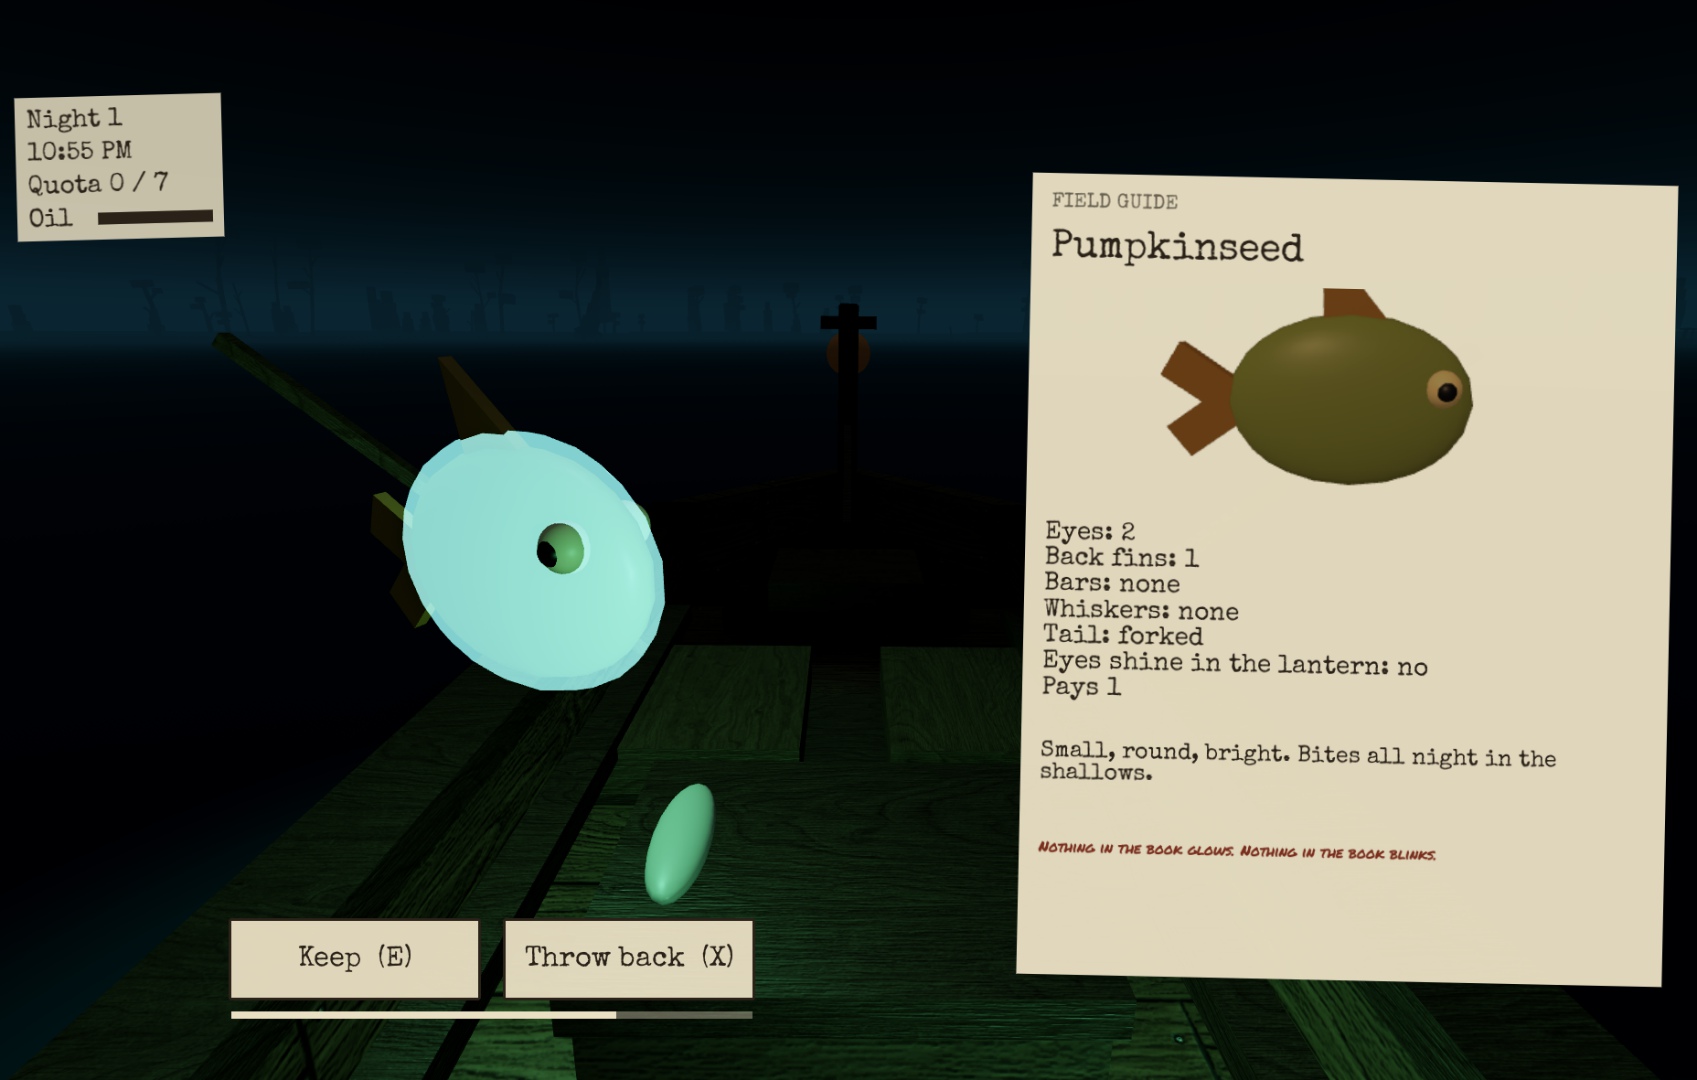 Night 1
10:55 PM
Quota 0 / 7
Oil
FIELD GUIDE
Pumpkinseed
Eyes: 2
Back fins: 1
Bars: none
Whiskers: none
Tail: forked
Eyes shine in the lantern: no
Pays 1
Small, round, bright. Bites all night in the
shallows.
NOTHING IN THE BOOK GLOWS. NOTHING IN THE BOOK BLINKS.
Keep (E)
Throw back (X)